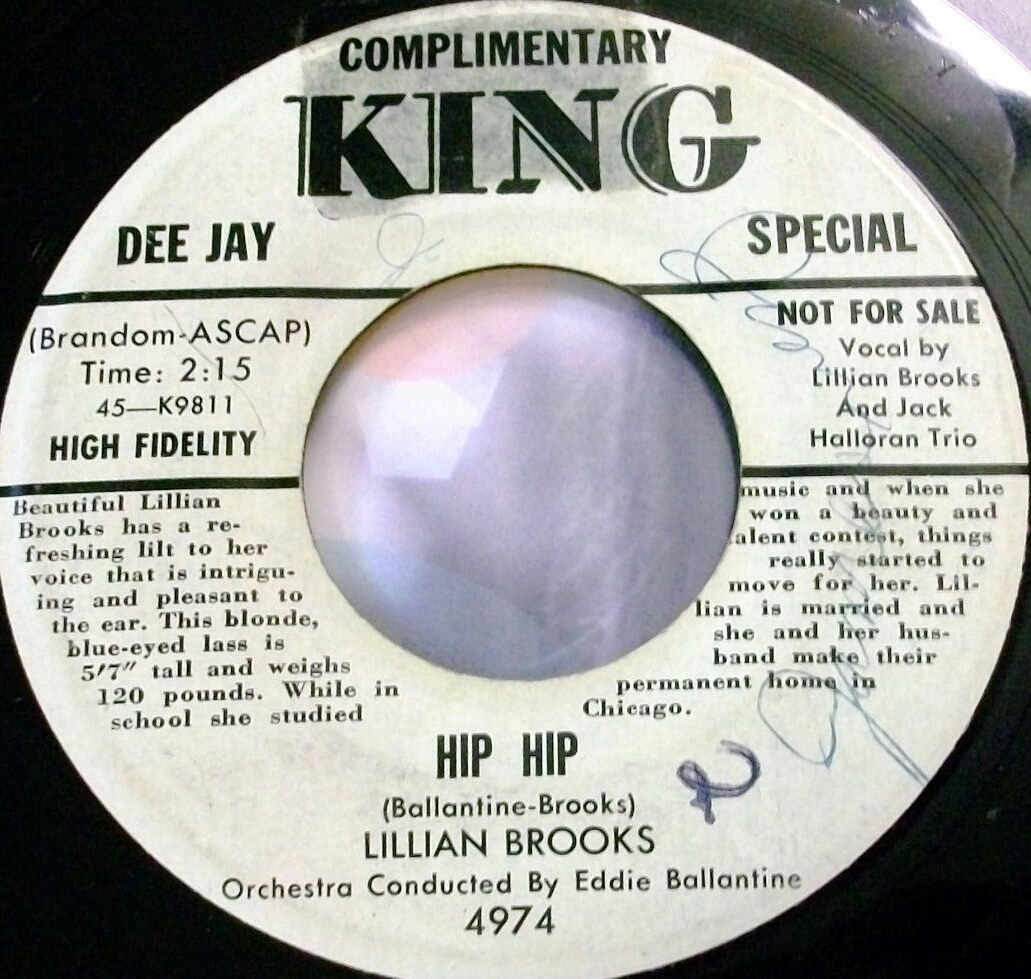 COMPLIMENTARY
KING
DEE JAY
SPECIAL
(Brandom-ASCAP)
Time: 2:15
45—K9811
HIGH FIDELITY
NOT FOR SALE
Vocal by
Lillian Brooks
And Jack
Halloran Trio
Beautiful Lillian
Brooks has a re-
freshing lilt to her
voice that is intrigu-
ing and pleasant to
the ear. This blonde,
blue-eyed lass is
5'7" tall and weighs
120 pounds. While in
school she studied
music and when she
won a beauty and
talent contest, things
really started to
move for her. Lil-
lian is married and
she and her hus-
band make their
permanent home in
Chicago.
HIP HIP
(Ballantine-Brooks)
LILLIAN BROOKS
Orchestra Conducted By Eddie Ballantine
4974